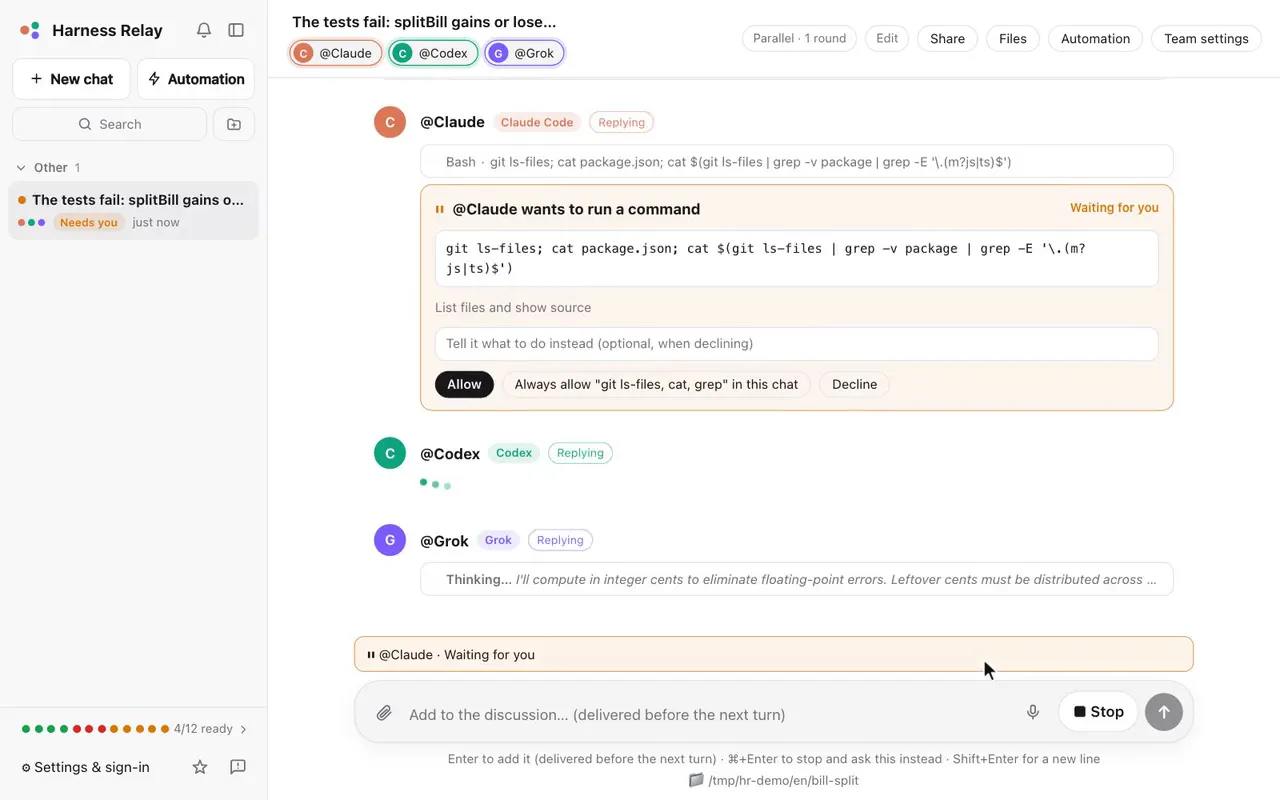 Harness Relay
+ New chat
Automation
Search
Other 1
The tests fail: splitBill gains o...
Needs you just now
4/12 ready
Settings & sign-in
The tests fail: splitBill gains or lose...
C @Claude
C @Codex
G @Grok
Parallel · 1 round
Edit
Share
Files
Automation
Team settings
C @Claude Claude Code Replying
Bash · git ls-files; cat package.json; cat $(git ls-files | grep -v package | grep -E '\.(m?js|ts)$')
@Claude wants to run a command
Waiting for you
git ls-files; cat package.json; cat $(git ls-files | grep -v package | grep -E '\.(m?
js|ts)$')
List files and show source
Tell it what to do instead (optional, when declining)
Allow
Always allow "git ls-files, cat, grep" in this chat
Decline
C @Codex Codex Replying
G @Grok Grok Replying
Thinking... I'll compute in integer cents to eliminate floating-point errors. Leftover cents must be distributed across ...
@Claude · Waiting for you
Add to the discussion... (delivered before the next turn)
Stop
Enter to add it (delivered before the next turn) · ⌘+Enter to stop and ask this instead · Shift+Enter for a new line
/tmp/hr-demo/en/bill-split